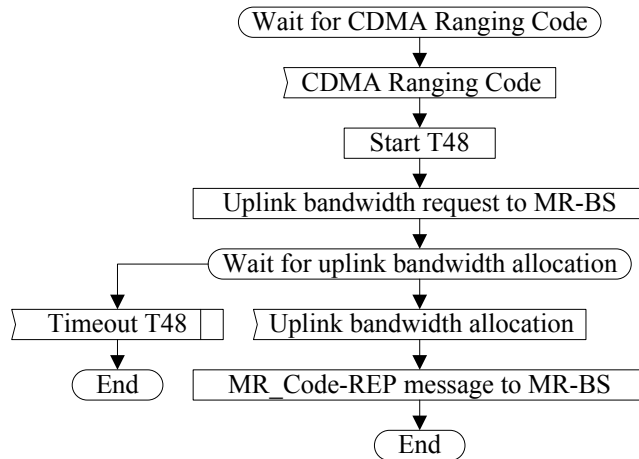 Wait for CDMA Ranging Code
CDMA Ranging Code
Start T48
Uplink bandwidth request to MR-BS
Wait for uplink bandwidth allocation
Timeout T48
Uplink bandwidth allocation
End
MR_Code-REP message to MR-BS
End